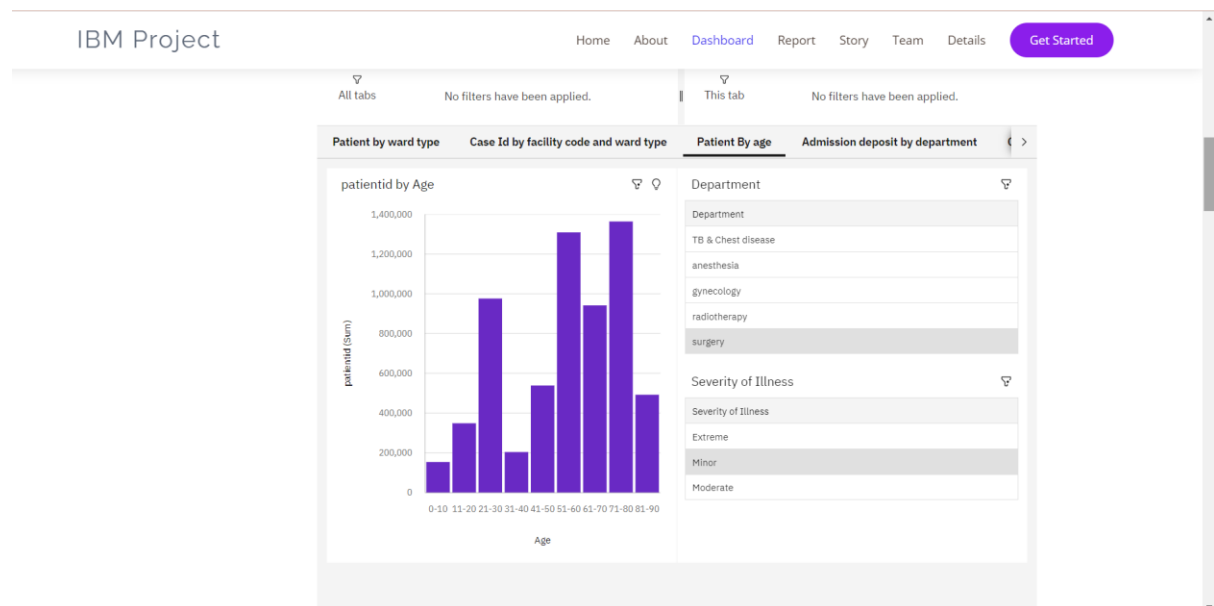 IBM Project
Home About Dashboard Report Story Team Details Get Started
All tabs No filters have been applied. This tab No filters have been applied.
Patient by ward type Case Id by facility code and ward type Patient By age Admission deposit by department
patientid by Age
1,400,000
1,200,000
1,000,000
800,000
600,000
400,000
200,000
0
patientid (Sum)
0-10 11-20 21-30 31-40 41-50 51-60 61-70 71-80 81-90
Age
Department
Department
TB & Chest disease
anesthesia
gynecology
radiotherapy
surgery
Severity of Illness
Severity of Illness
Extreme
Minor
Moderate